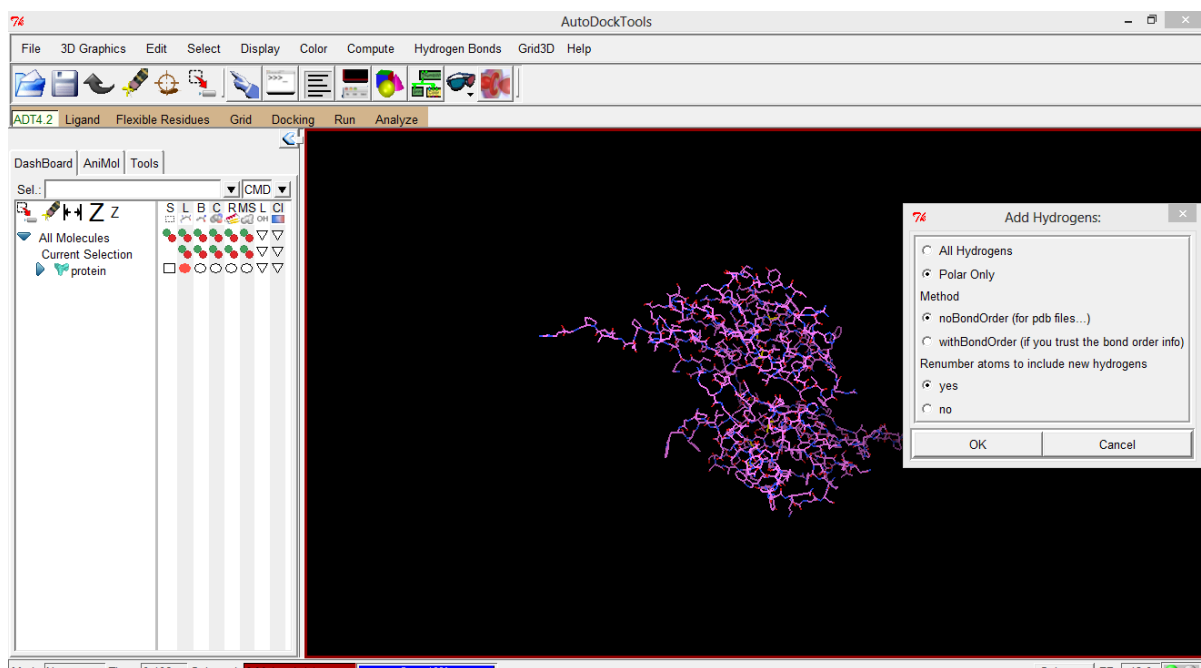 AutoDockTools
File 3D Graphics Edit Select Display Color Compute Hydrogen Bonds Grid3D Help
ADT4.2 Ligand Flexible Residues Grid Docking Run Analyze
DashBoard AniMol Tools
Sel.: CMD
Z Z S L B C R MS L Cl
All Molecules
Current Selection
protein
Add Hydrogens:
All Hydrogens
Polar Only
Method
noBondOrder (for pdb files...)
withBondOrder (if you trust the bond order info)
Renumber atoms to include new hydrogens
yes
no
OK Cancel